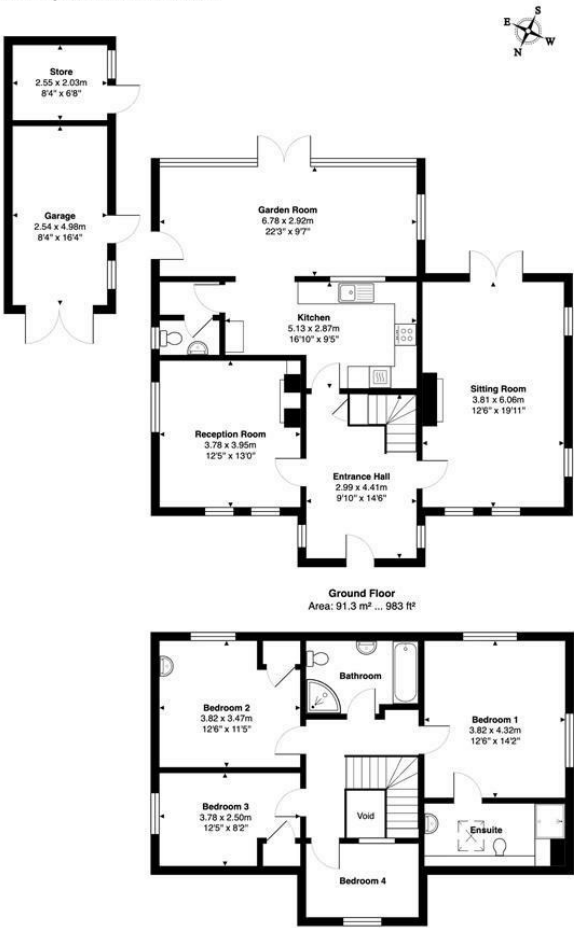 S
E
W
N
Store
2.55 x 2.03m
8'4" x 6'8"
Garage
2.54 x 4.98m
8'4" x 16'4"
Garden Room
6.78 x 2.92m
22'3" x 9'7"
Kitchen
5.13 x 2.87m
16'10" x 9'5"
Sitting Room
3.81 x 6.06m
12'6" x 19'11"
Reception Room
3.78 x 3.95m
12'5" x 13'0"
Entrance Hall
2.99 x 4.41m
9'10" x 14'6"
Ground Floor
Area: 91.3 m² ... 983 ft²
Bathroom
Bedroom 2
3.82 x 3.47m
12'6" x 11'5"
Bedroom 1
3.82 x 4.32m
12'6" x 14'2"
Bedroom 3
3.78 x 2.50m
12'5" x 8'2"
Void
Ensuite
Bedroom 4